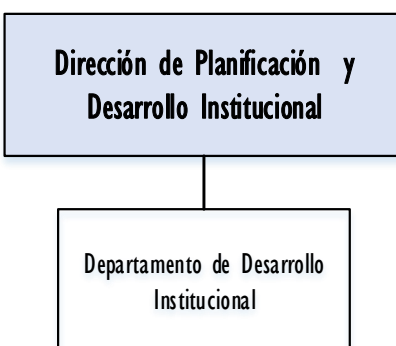 Dirección de Planificación y
Desarrollo Institucional
Departamento de Desarrollo
Institucional